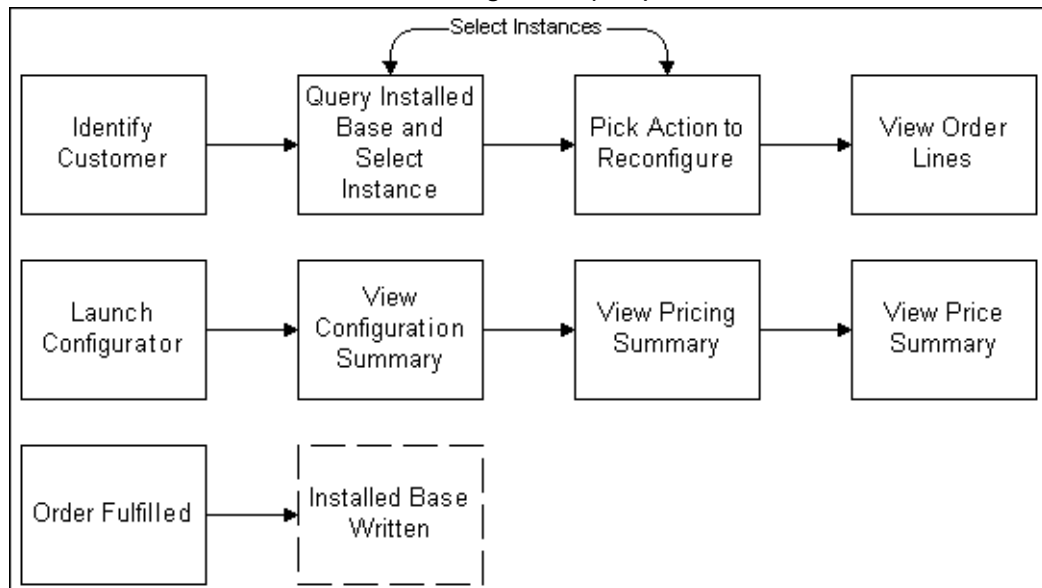 Select Instances
Identify
Customer
Query Installed
Base and
Select
Instance
Pick Action to
Reconfigure
View Order
Lines
Launch
Configurator
View
Configuration
Summary
View Pricing
Summary
View Price
Summary
Order Fulfilled
Installed Base
Written